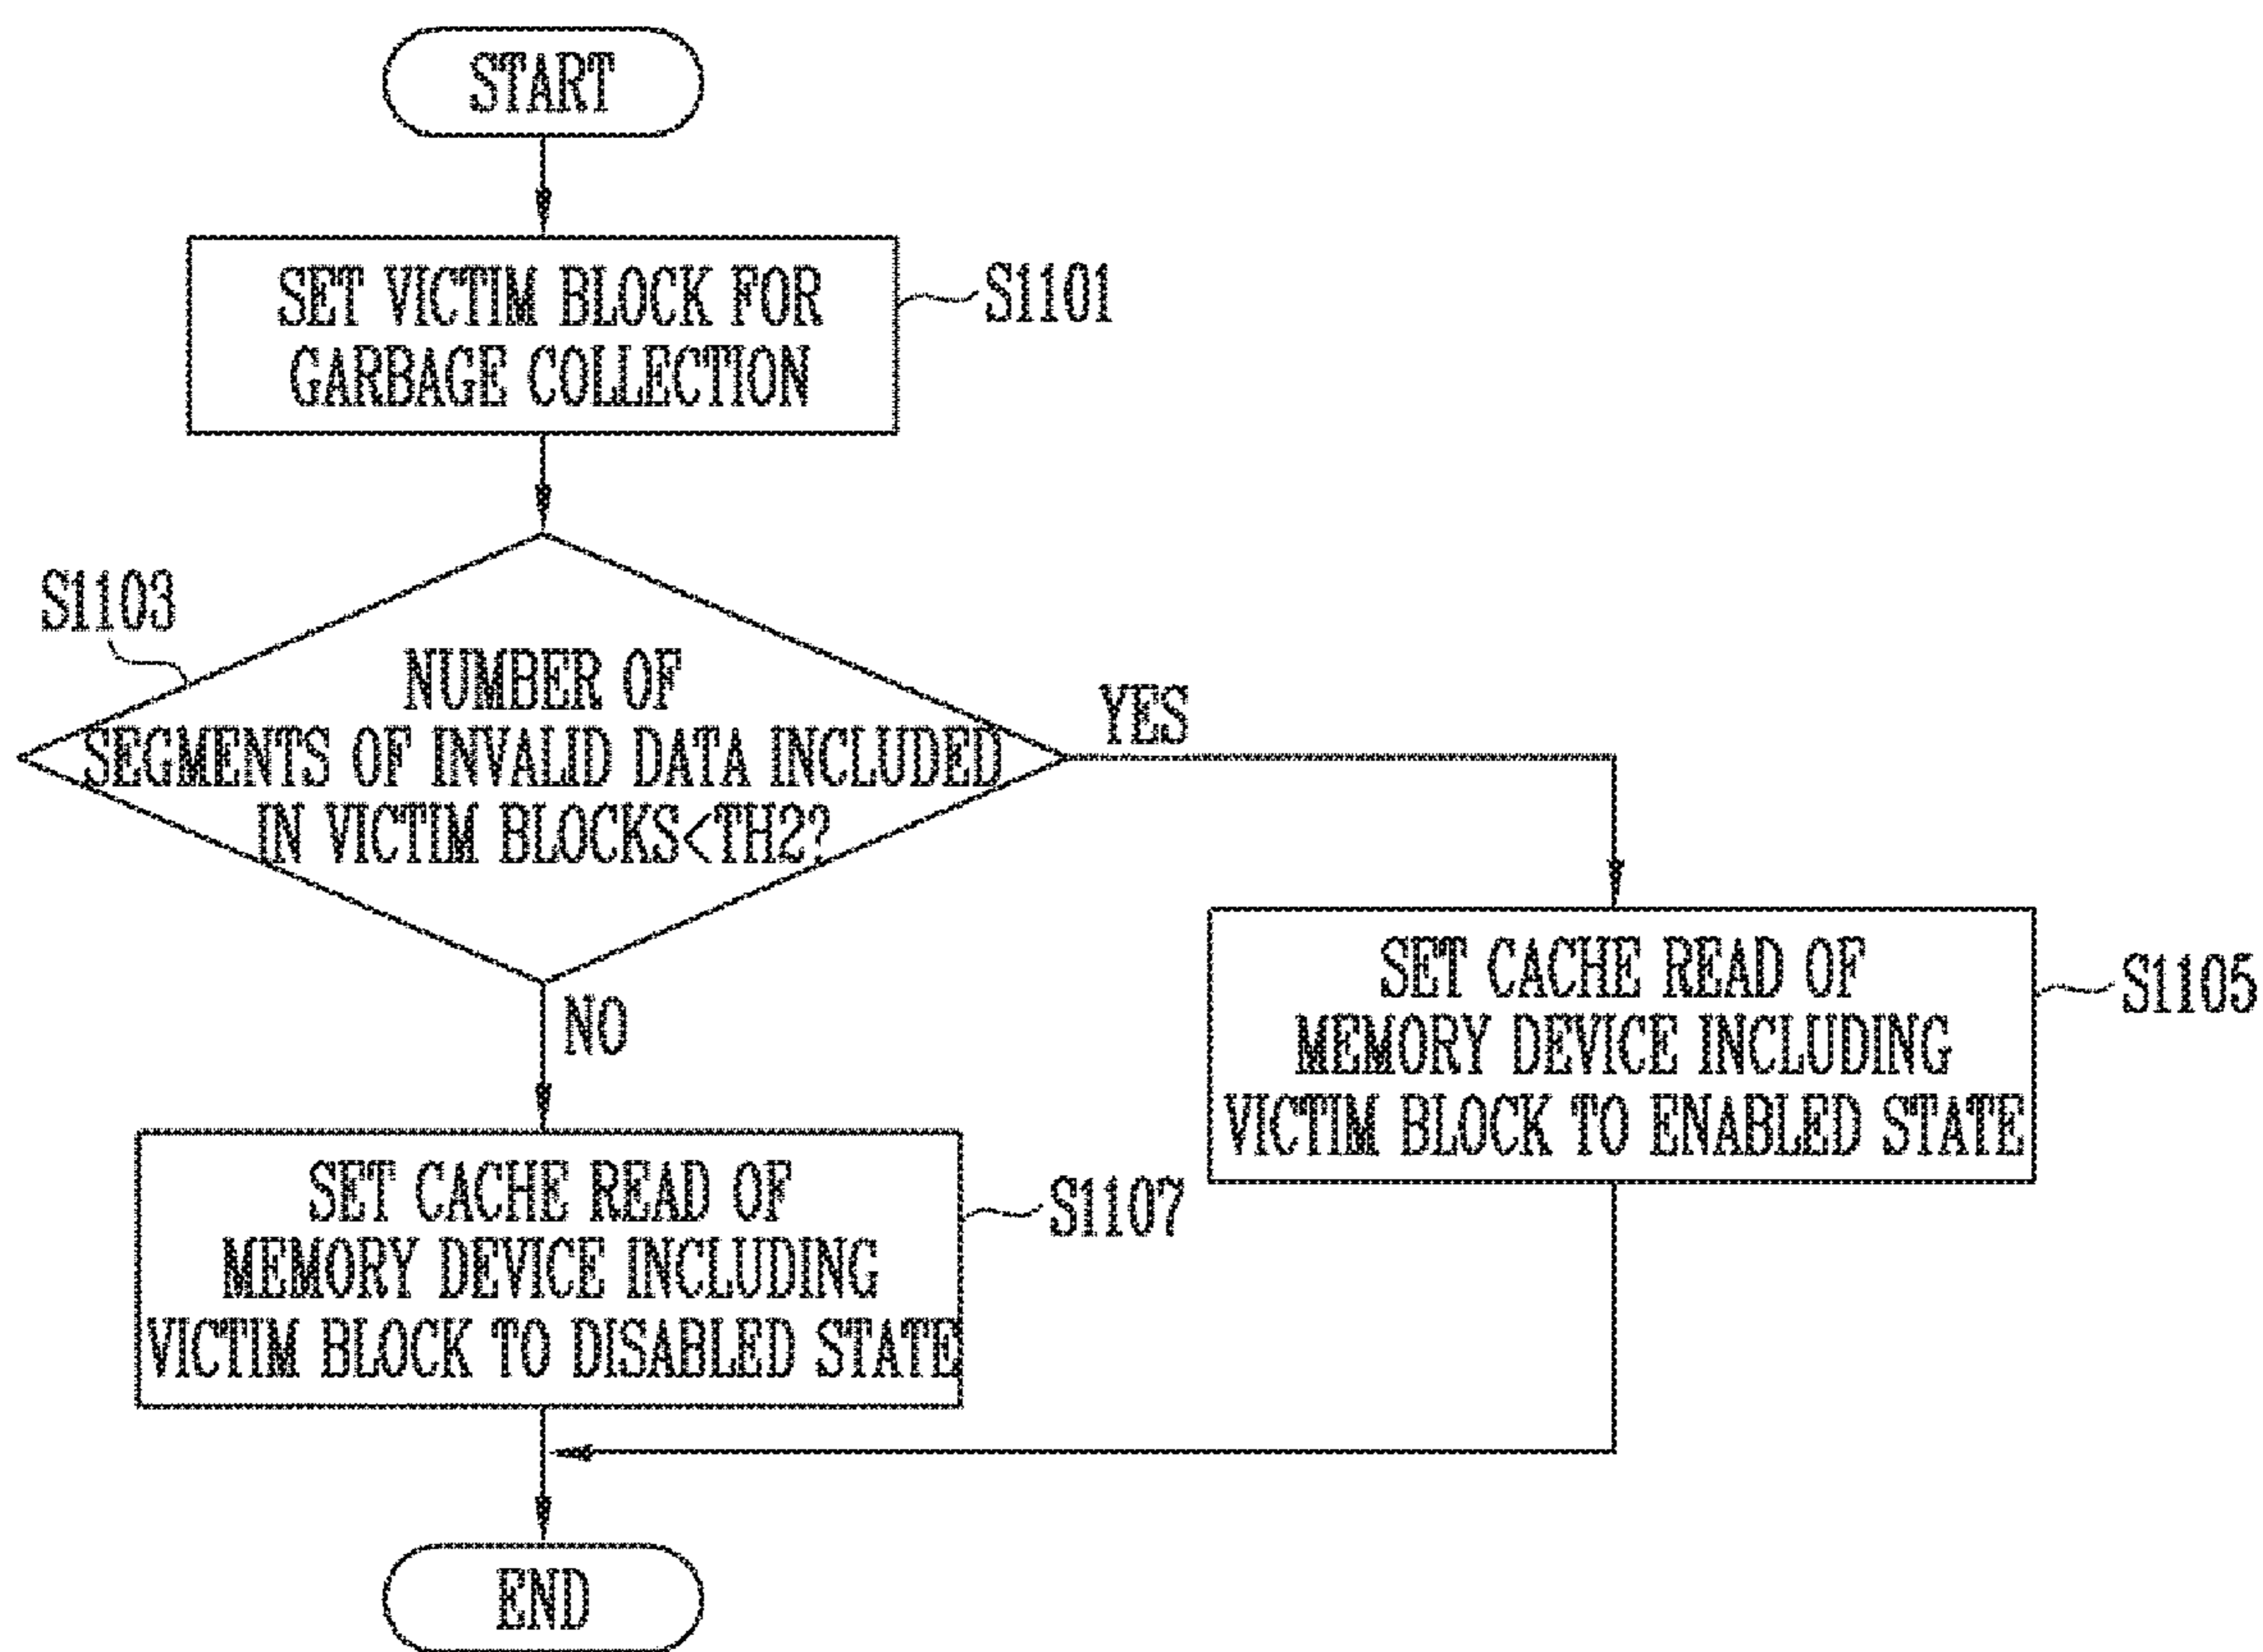 START
SET VICTIM BLOCK FOR
GARBAGE COLLECTION
S1101
S1103
NUMBER OF
SEGMENTS OF INVALID DATA INCLUDED
IN VICTIM BLOCKS<TH2?
YES
NO
SET CACHE READ OF
MEMORY DEVICE INCLUDING
VICTIM BLOCK TO ENABLED STATE
S1105
SET CACHE READ OF
MEMORY DEVICE INCLUDING
VICTIM BLOCK TO DISABLED STATE
S1107
END